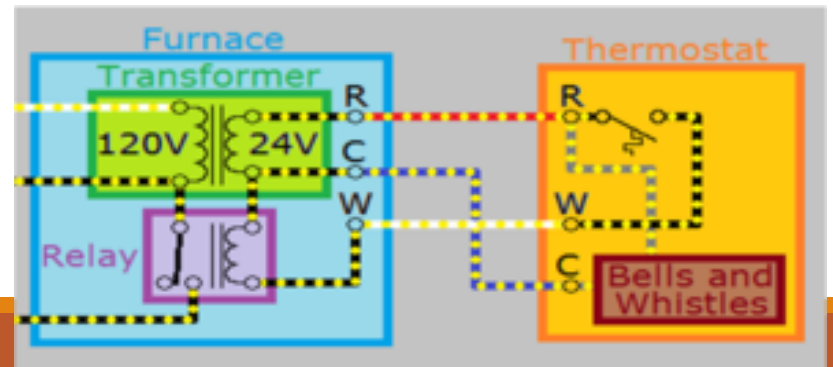 Furnace
Transformer
120V 24V
R
C
W
Relay
Thermostat
R
W
C
Bells and
Whistles